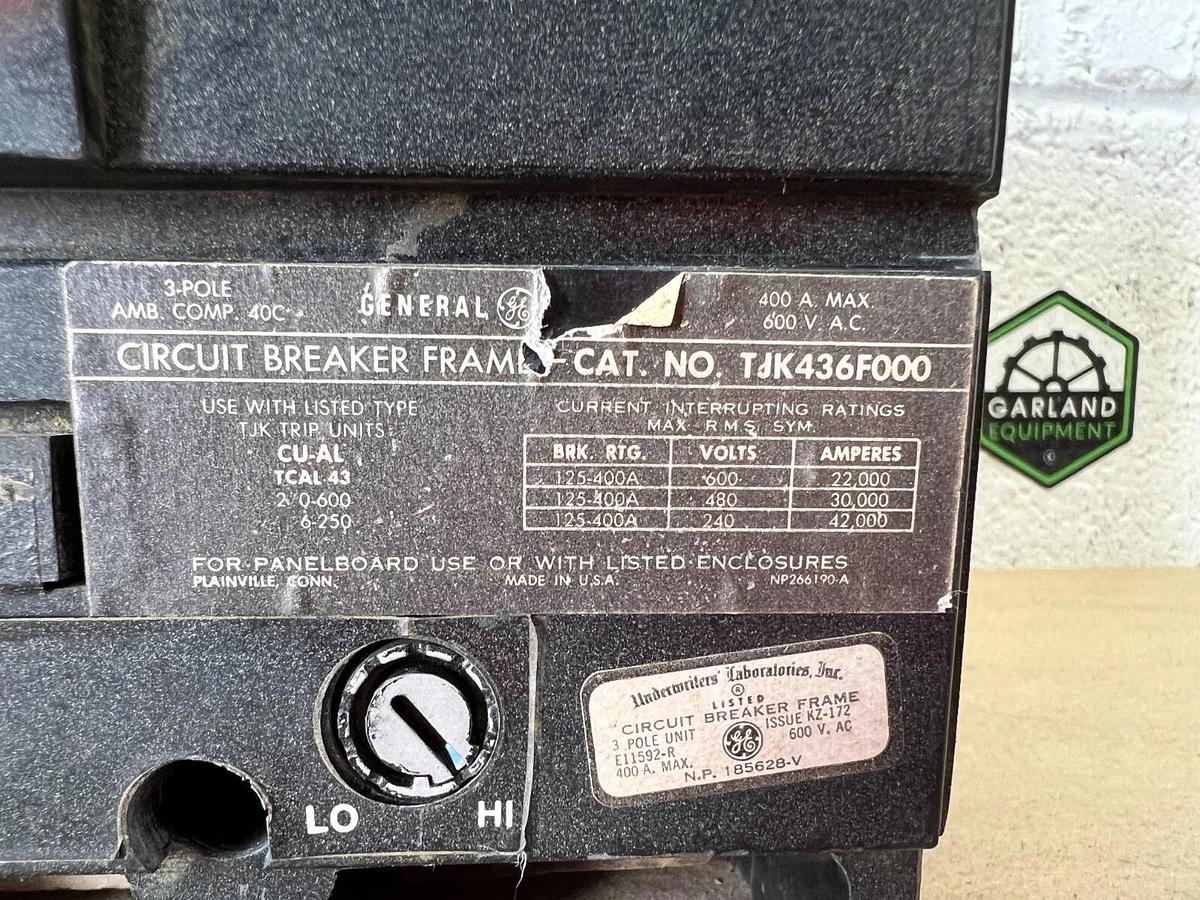 3-POLE
AMB. COMP. 40C
GENERAL GE
400 A. MAX.
600 V. A.C.
CIRCUIT BREAKER FRAME-CAT. NO. TJK436F000
USE WITH LISTED TYPE
TJK TRIP UNITS
CU-AL
TCAL 43
2/0-600
6-250
CURRENT INTERRUPTING RATINGS
MAX. R.M.S. SYM.
BRK. RTG. VOLTS AMPERES
125-400A 600 22,000
125-400A 480 30,000
125-400A 240 42,000
FOR PANELBOARD USE OR WITH LISTED ENCLOSURES
PLAINVILLE, CONN. MADE IN U.S.A. NP266190-A
LO HI
Underwriters' Laboratories, Inc.
®
LISTED
CIRCUIT BREAKER FRAME
3 POLE UNIT
E11592-R
400 A. MAX.
GE
ISSUE KZ-172
600 V. AC
N.P. 185628-V
GARLAND
EQUIPMENT